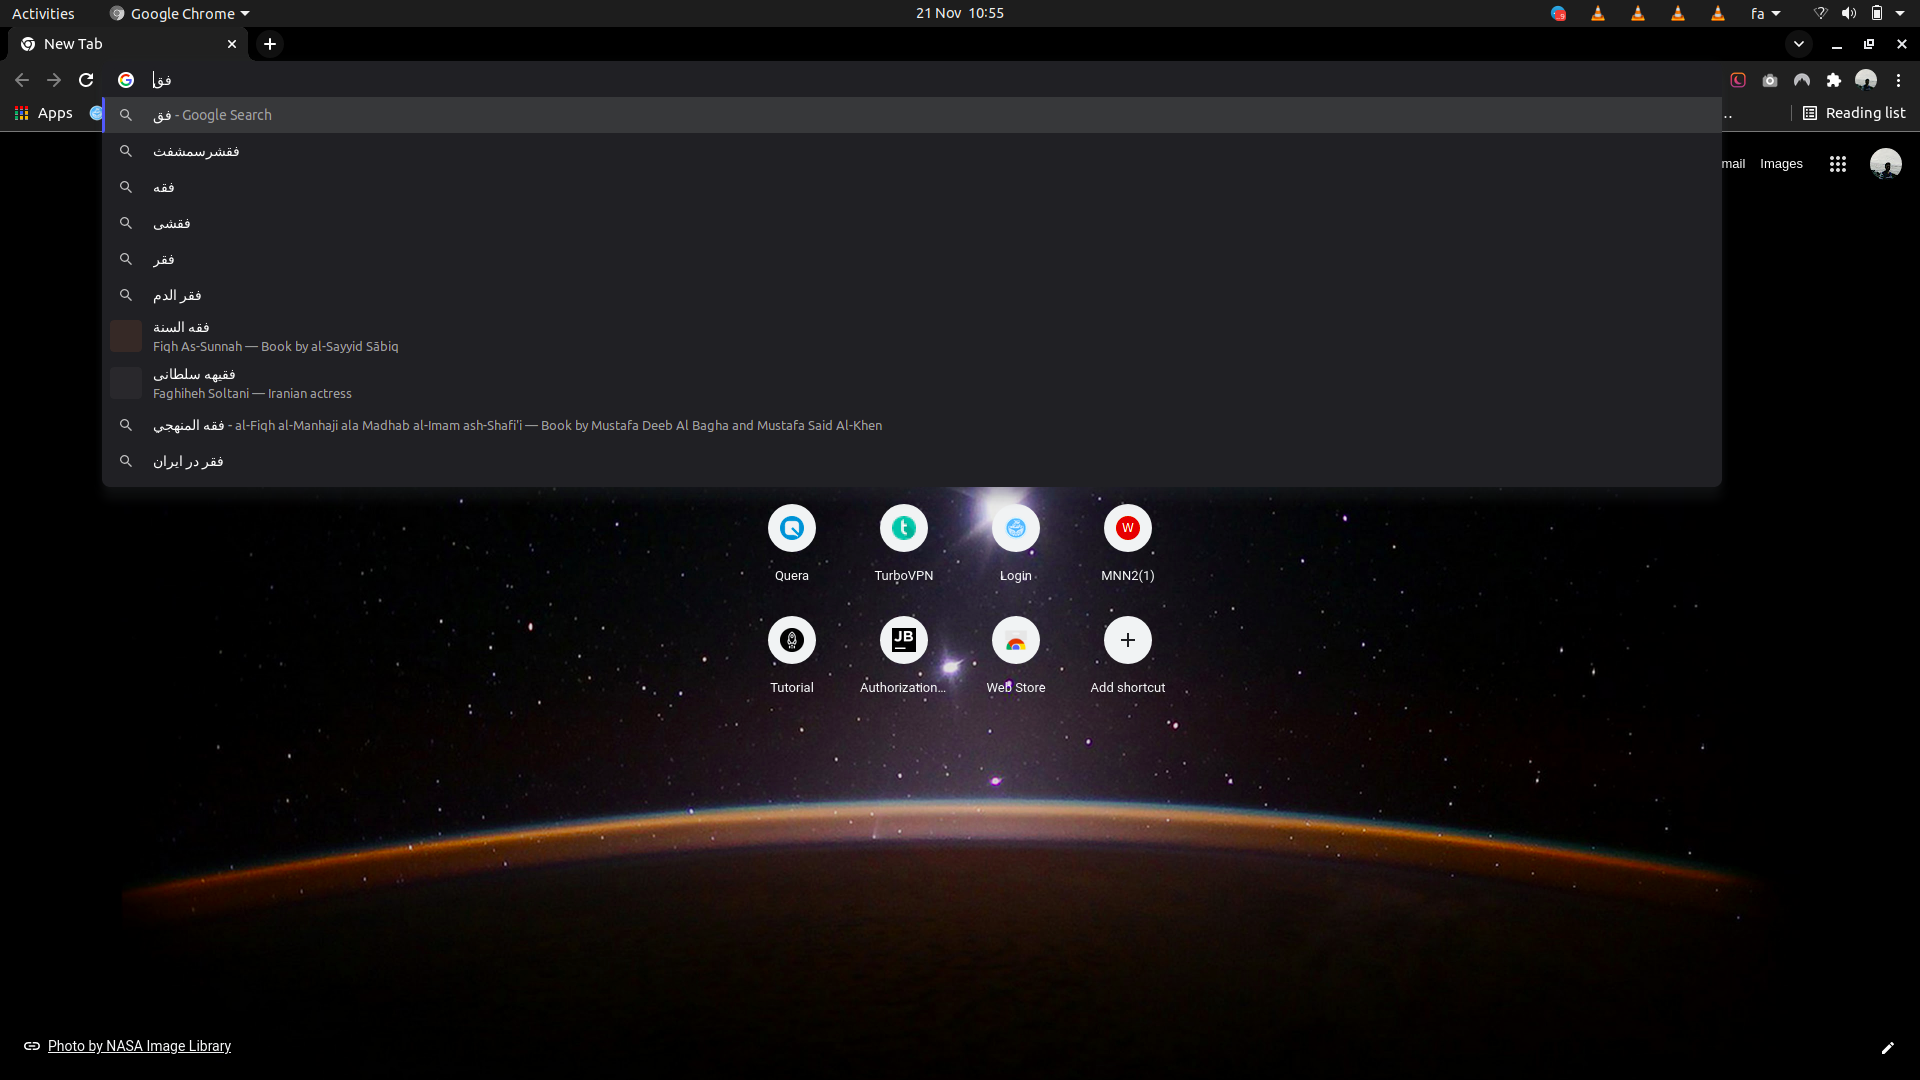 Activities
Google Chrome
21 Nov 10:55
fa
New Tab
فق
Apps
Reading list
فق - Google Search
فقشرسمشفث
mail
Images
فقه
فقشی
فقر
فقر الدم
فقه السنة
Fiqh As-Sunnah — Book by al-Sayyid Sābiq
فقیهه سلطانی
Faghiheh Soltani — Iranian actress
فقه المنهجي - al-Fiqh al-Manhaji ala Madhab al-Imam ash-Shafi'i — Book by Mustafa Deeb Al Bagha and Mustafa Said Al-Khen
فقر در ایران
Quera
TurboVPN
Login
W
MNN2(1)
JB
Tutorial
Authorization...
Web Store
Add shortcut
Photo by NASA Image Library